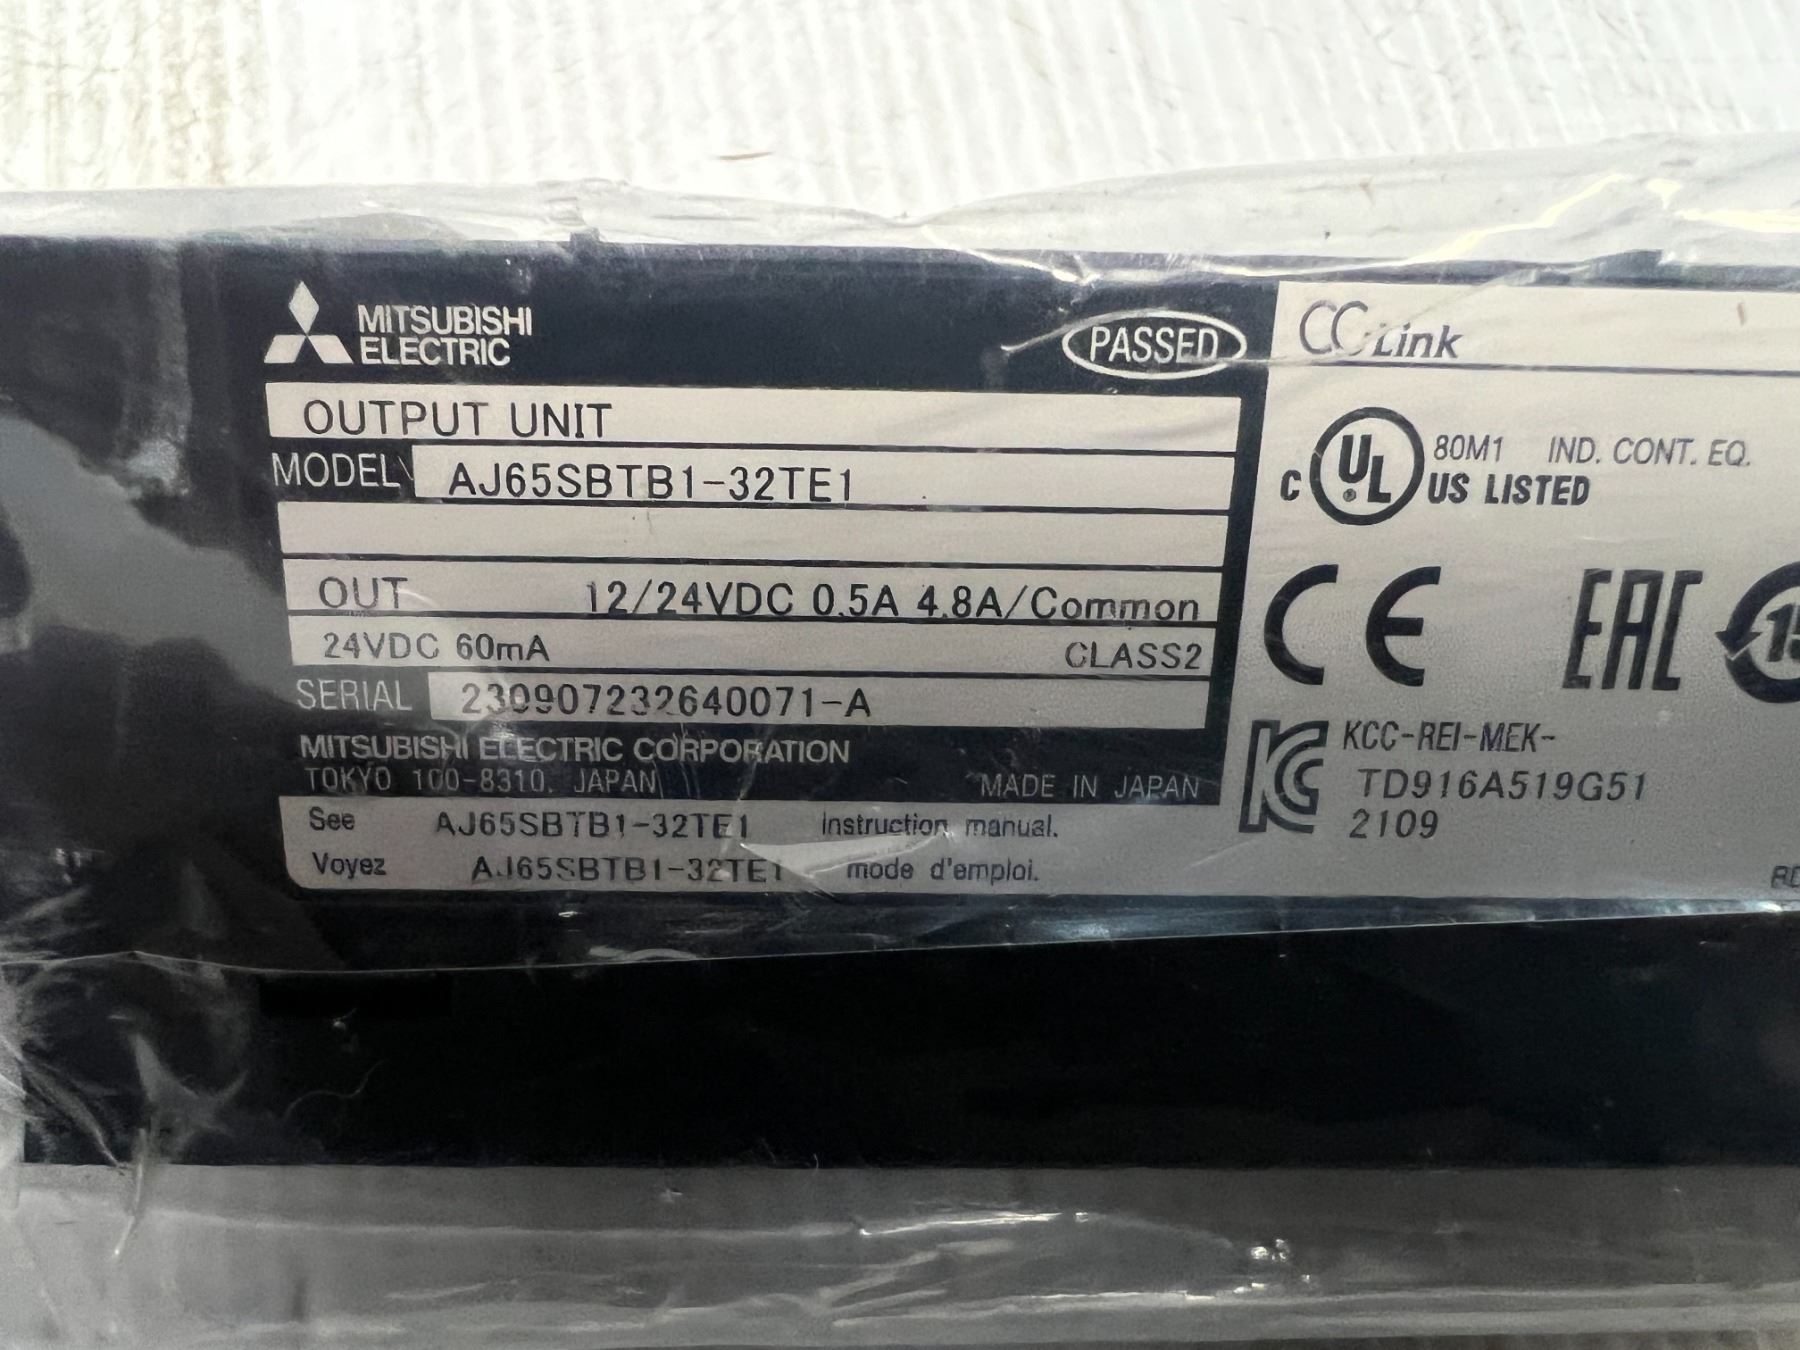 MITSUBISHI
ELECTRIC
PASSED
OUTPUT UNIT
MODEL AJ65SBTB1-32TE1
OUT 12/24VDC 0.5A 4.8A/Common
24VDC 60mA CLASS2
SERIAL 230907232640071-A
MITSUBISHI ELECTRIC CORPORATION
TOKYO 100-8310, JAPAN MADE IN JAPAN
See AJ65SBTB1-32TE1 instruction manual.
Voyez AJ65SBTB1-32TE1 mode d'emploi.
CC-Link
C UL US LISTED
80M1 IND. CONT. EQ.
CE EAC 15
KCC-REI-MEK-
TD916A519G51
2109